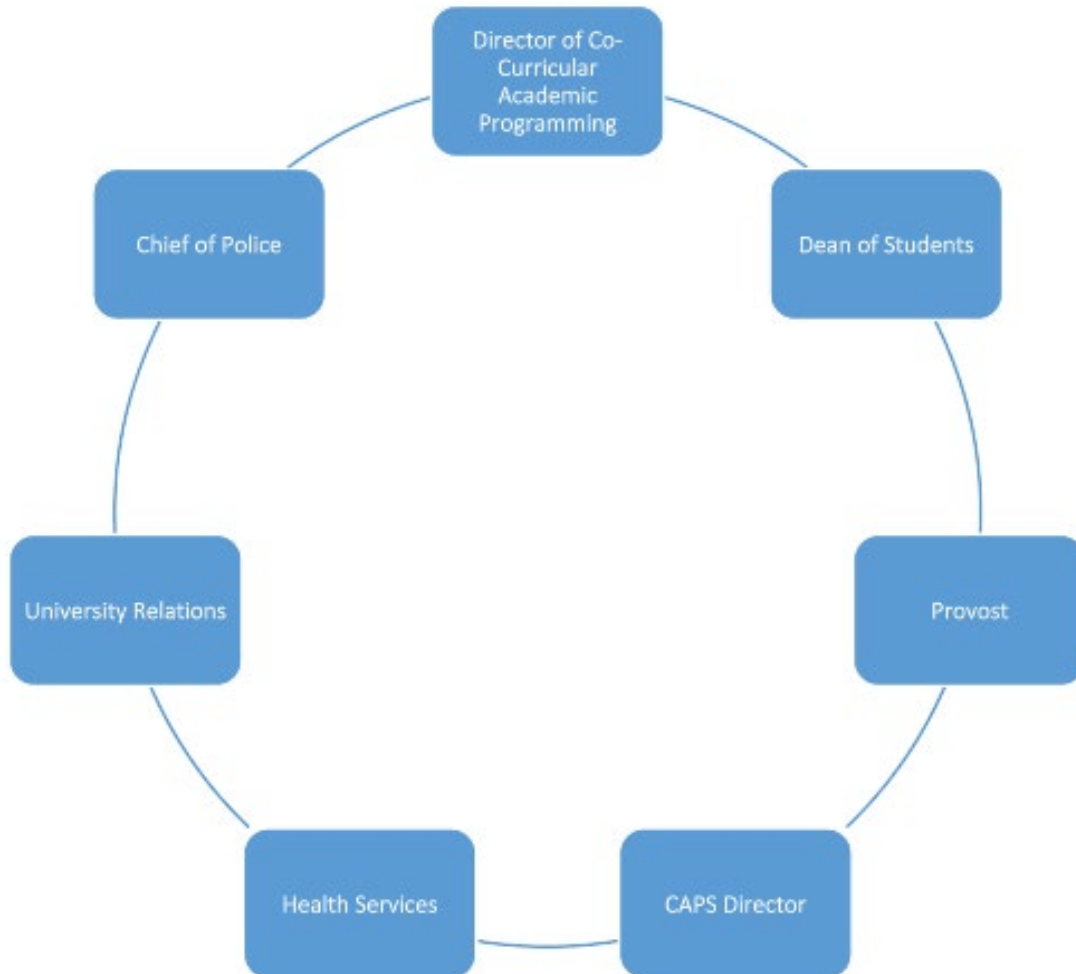 Director of Co-
Curricular
Academic
Programming
Chief of Police
Dean of Students
University Relations
Provost
Health Services
CAPS Director